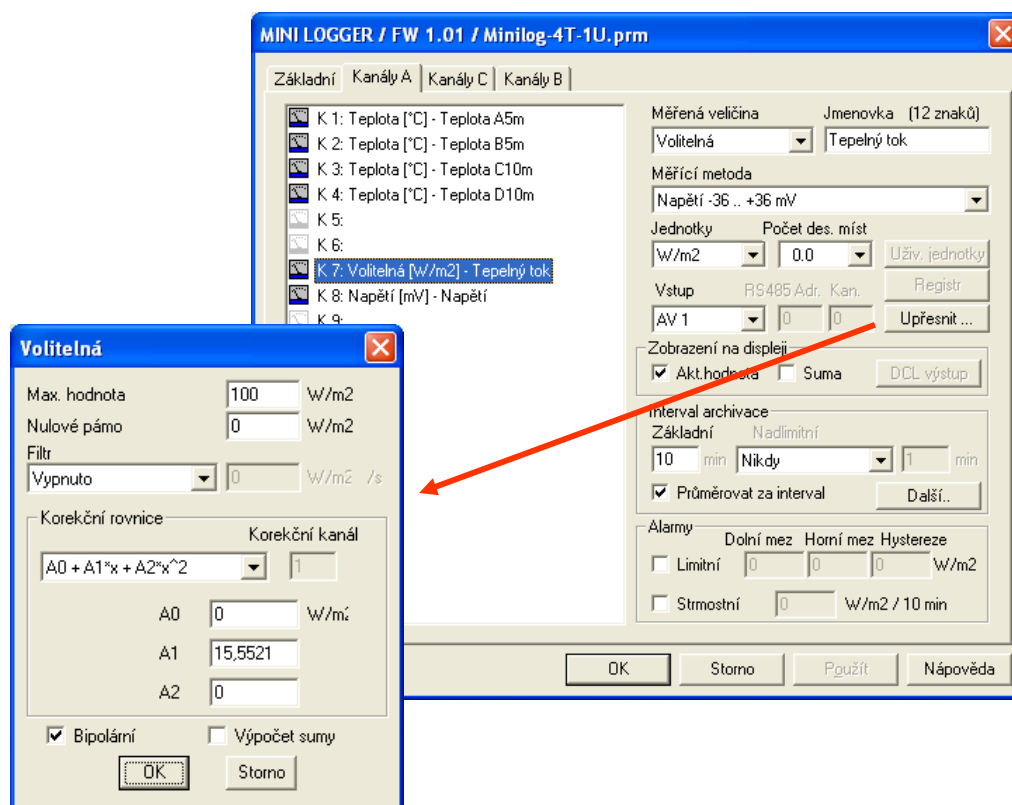 MINI LOGGER / FW 1.01 / Minilog-4T-1U.prm
Základní Kanály A Kanály C Kanály B
K 1: Teplota [°C] - Teplota A5m
K 2: Teplota [°C] - Teplota B5m
K 3: Teplota [°C] - Teplota C10m
K 4: Teplota [°C] - Teplota D10m
K 5:
K 6:
K 7: Volitelná [W/m2] - Tepelný tok
K 8: Napětí [mV] - Napětí
K 9:
Měřená veličina Jmenovka (12 znaků)
Volitelná Tepelný tok
Měřící metoda
Napětí -36 .. +36 mV
Jednotky Počet des. míst
W/m2 0.0 Uživ. jednotky
Vstup RS485 Adr. Kan. Registr
AV 1 0 0 Upřesnit ...
Zobrazení na displeji
Akt.hodnota Suma DCL výstup
Interval archivace
Základní Nadlimitní
10 min Nikdy 1 min
Průměrovat za interval Další..
Alarmy
Dolní mez Horní mez Hystereze
Limitní 0 0 0 W/m2
Strmostní 0 W/m2 / 10 min
OK Storno Použít Nápověda
Volitelná
Max. hodnota 100 W/m2
Nulové pámo 0 W/m2
Filtr
Vypnuto 0 W/m2 /s
Korekční rovnice
Korekční kanál
A0 + A1*x + A2*x^2 1
A0 0 W/m2
A1 15,5521
A2 0
Bipolární Výpočet sumy
OK Storno